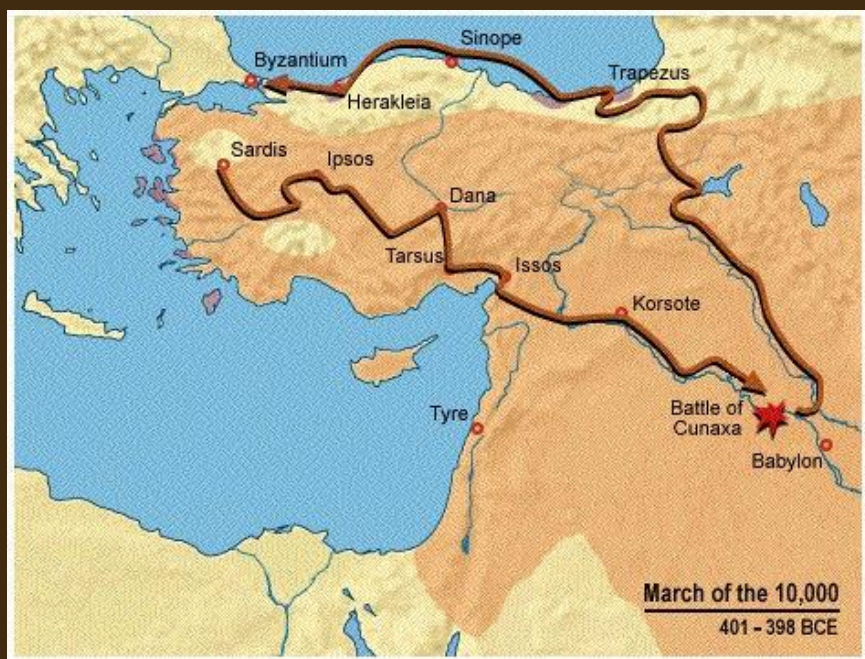 Sinope
Byzantium
Trapezus
Herakleia
Sardis
Ipsos
Dana
Tarsus
Issos
Korsote
Tyre
Battle of
Cunaxa
Babylon
March of the 10,000
401 – 398 BCE